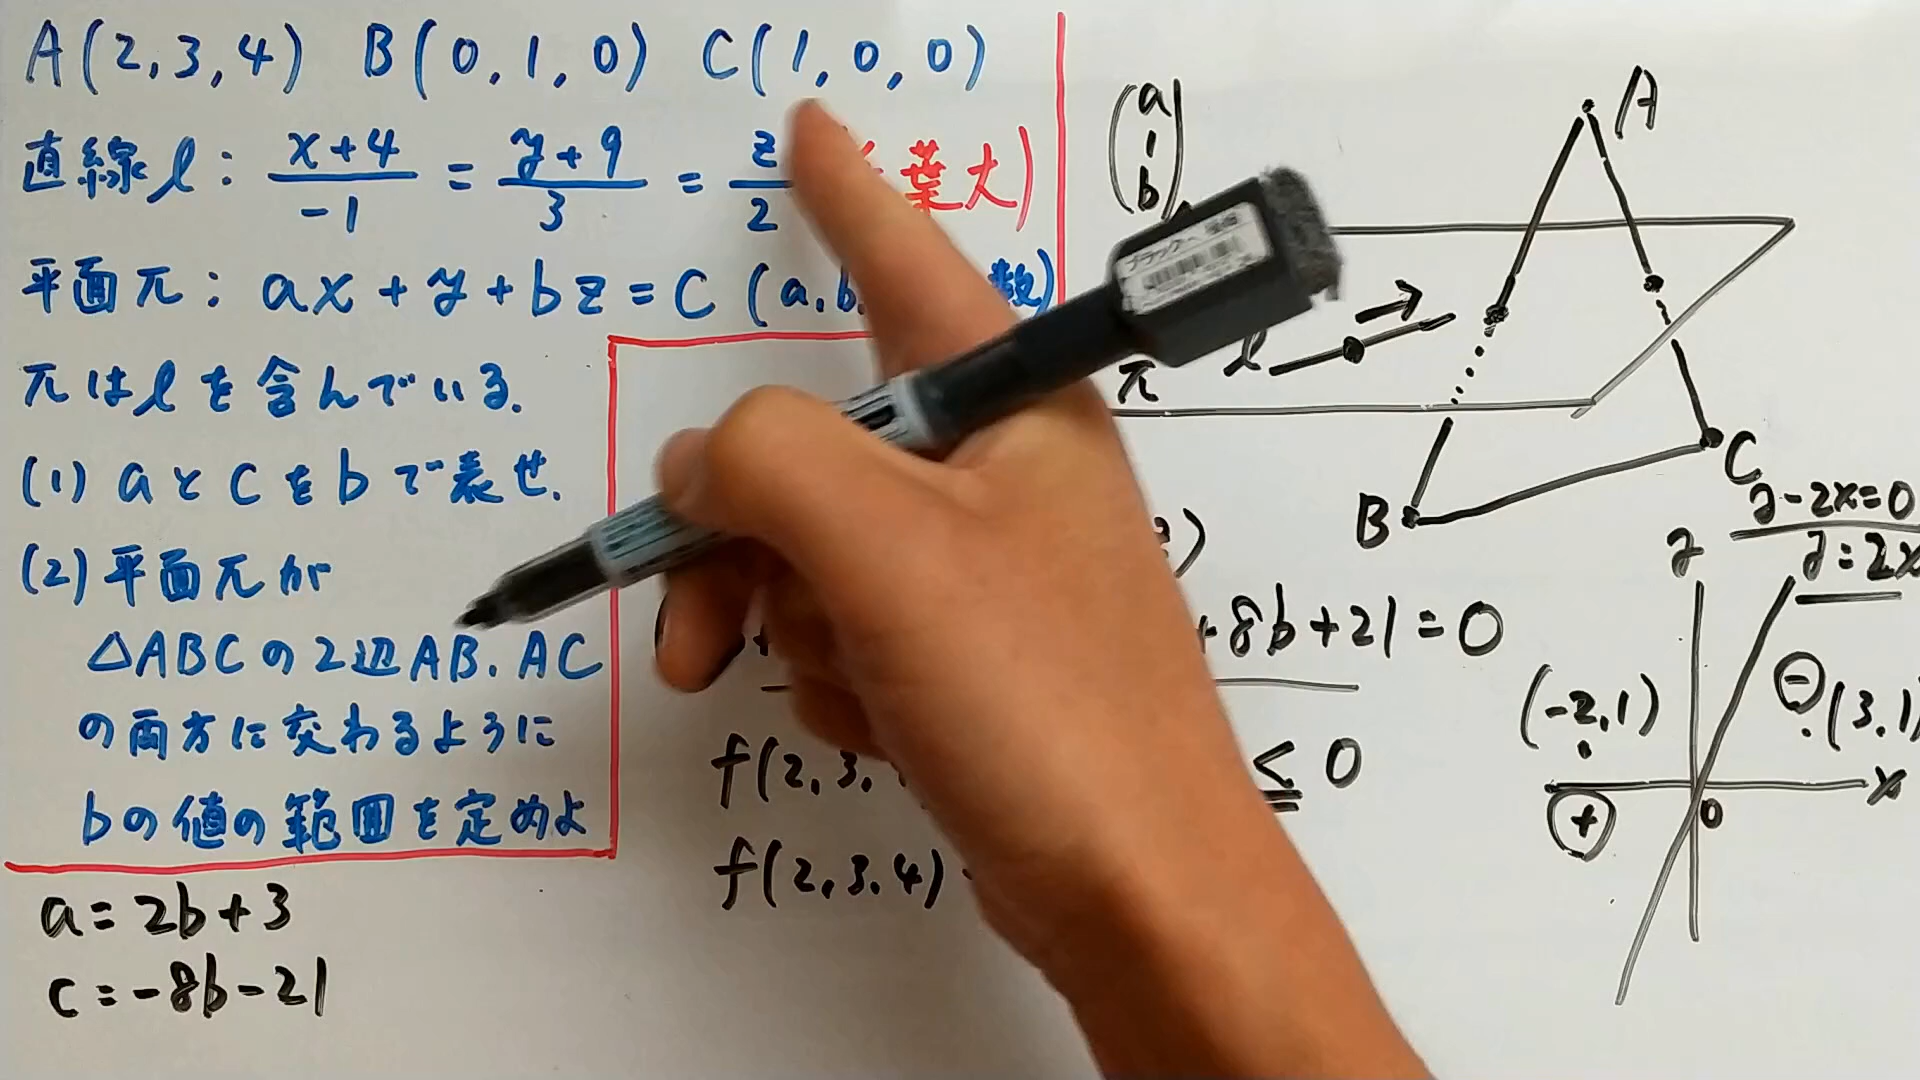 A(2,3,4) B(0,1,0) C(1,0,0)
直線l: (x+4)/-1 = (y+9)/3 = z/2
葉大)
平面π: ax+y+bz=C (a.b. 数)
πはlを含んでいる.
(1) aとCをbで表せ.
(2) 平面πが
△ABCの2辺AB.AC
の両方に交わるように
bの値の範囲を定めよ
a=2b+3
c=-8b-21
+8b+21=0
f(2,3,
≤0
f(2,3,4)
(a 1 b)
A
l
π
B
C
y-2x=0
y=2x
y
(-2,1)
⊖
(3,1)
x
⊕
0